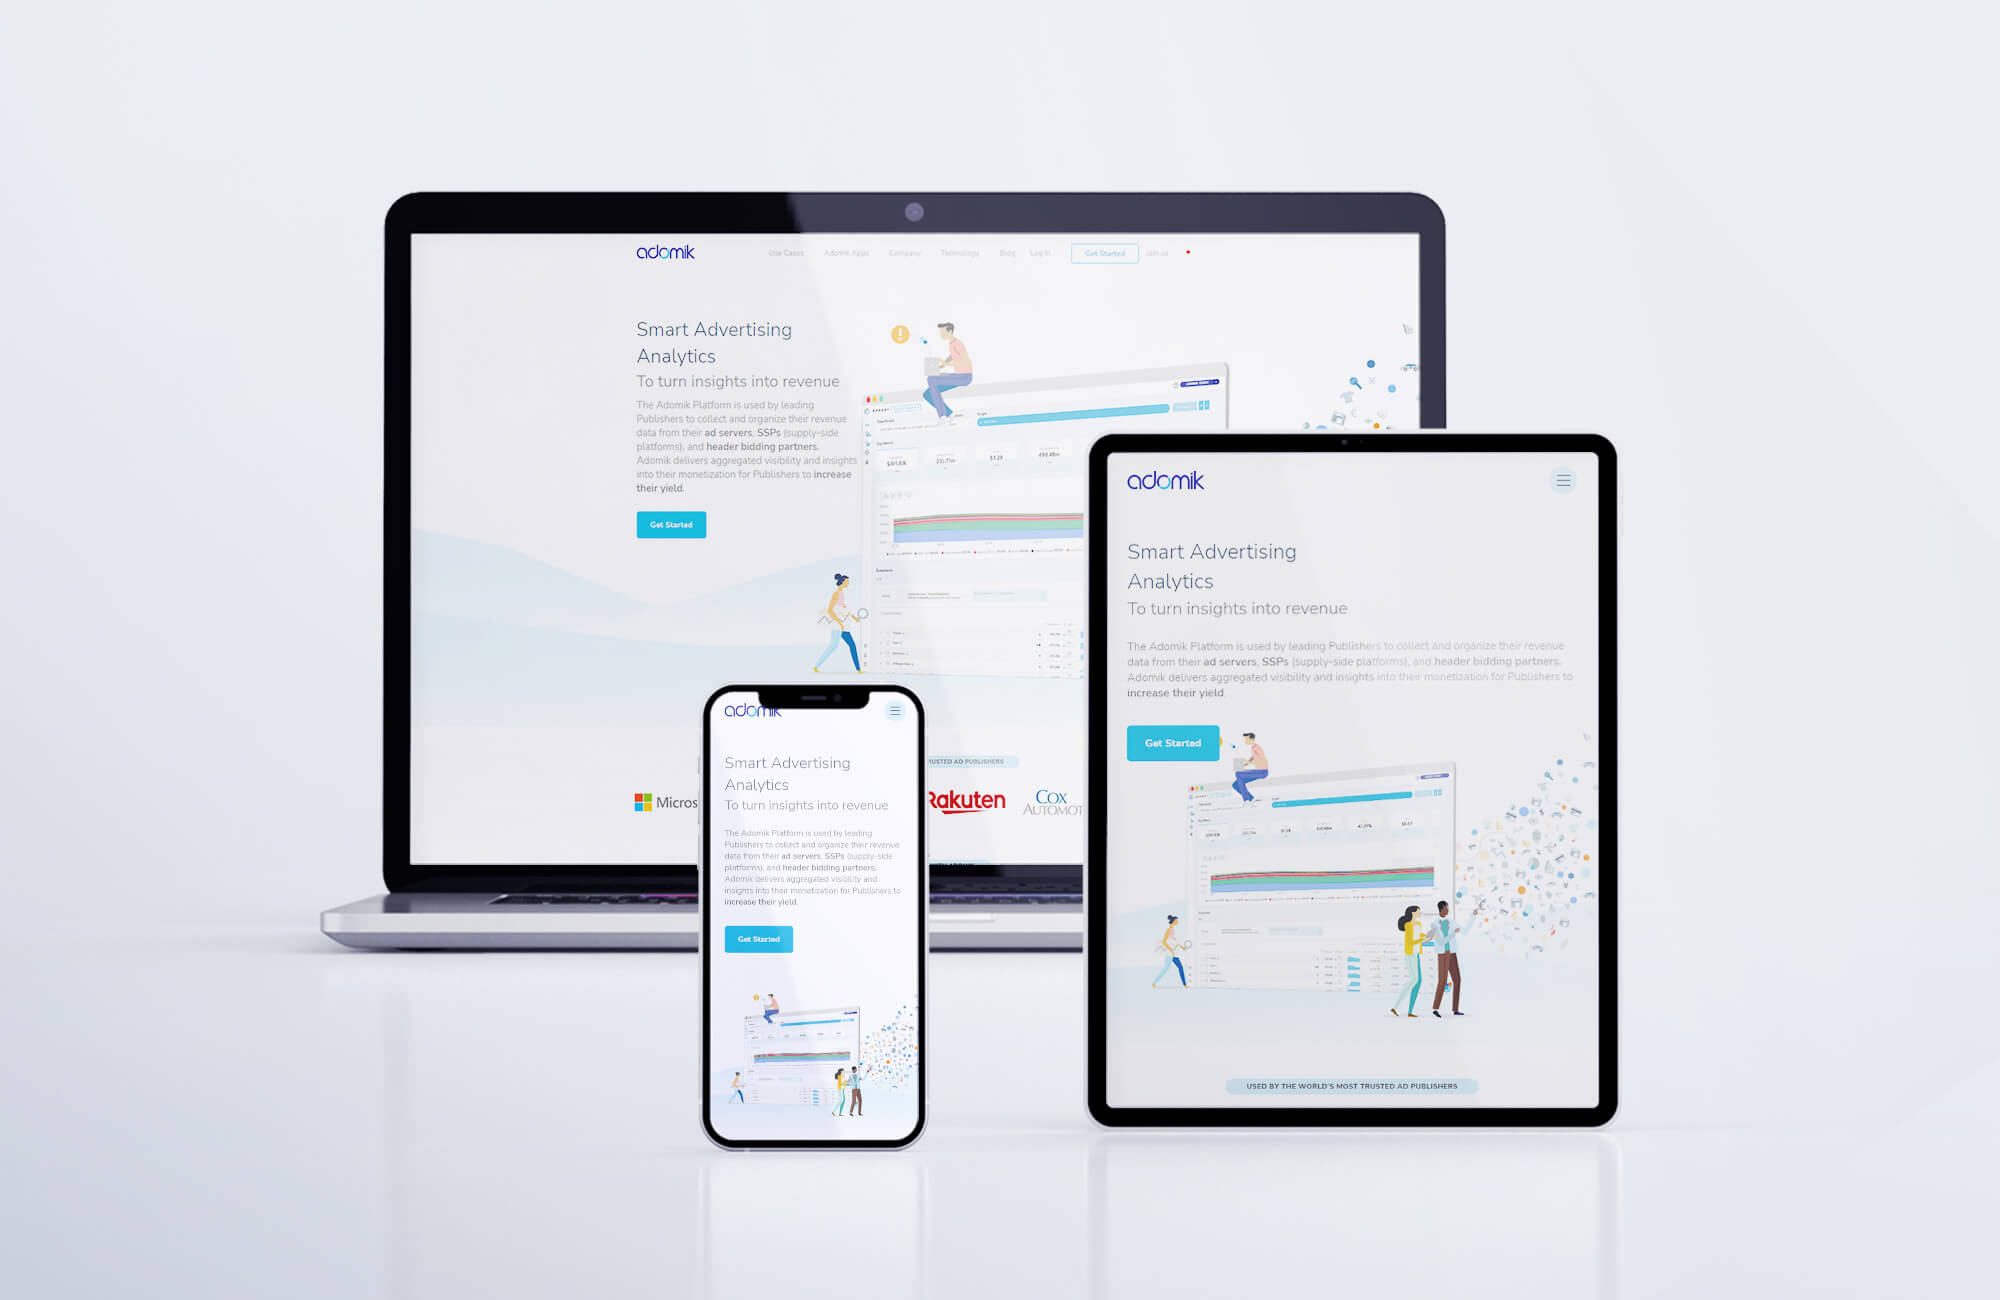 adomik
Use Cases Adomik Apps Company Technology Blog Log in Get Started Join us
Smart Advertising
Analytics
To turn insights into revenue
The Adomik Platform is used by leading
Publishers to collect and organize their revenue
data from their ad servers, SSPs (supply-side
platforms), and header bidding partners.
Adomik delivers aggregated visibility and insights
into their monetization for Publishers to increase
their yield.
Get Started
TRUSTED AD PUBLISHERS
Micros
Rakuten
COX
AUTOMOT
adomik
Smart Advertising
Analytics
To turn insights into revenue
The Adomik Platform is used by leading
Publishers to collect and organize their revenue
data from their ad servers, SSPs (supply-side
platforms), and header bidding partners.
Adomik delivers aggregated visibility and
insights into their monetization for Publishers to
increase their yield.
Get Started
adomik
Smart Advertising
Analytics
To turn insights into revenue
The Adomik Platform is used by leading Publishers to collect and organize their revenue
data from their ad servers, SSPs (supply-side platforms), and header bidding partners.
Adomik delivers aggregated visibility and insights into their monetization for Publishers to
increase their yield.
Get Started
USED BY THE WORLD'S MOST TRUSTED AD PUBLISHERS